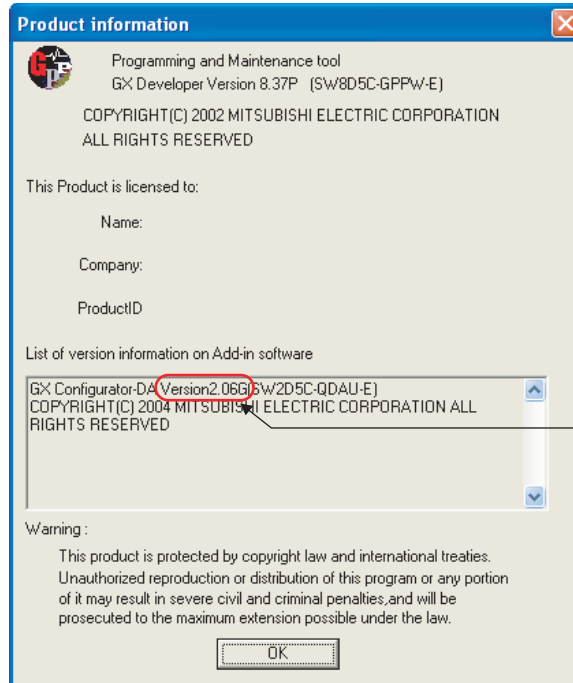 Product information
Programming and Maintenance tool
GX Developer Version 8.37P (SW8D5C-GPPW-E)
COPYRIGHT(C) 2002 MITSUBISHI ELECTRIC CORPORATION
ALL RIGHTS RESERVED
This Product is licensed to:
Name:
Company:
ProductID
List of version information on Add-in software
GX Configurator-DA Version2.06G(SW2D5C-QDAU-E)
COPYRIGHT(C) 2004 MITSUBISHI ELECTRIC CORPORATION ALL
RIGHTS RESERVED
Warning :
This product is protected by copyright law and international treaties.
Unauthorized reproduction or distribution of this program or any portion
of it may result in severe civil and criminal penalties,and will be
prosecuted to the maximum extension possible under the law.
OK